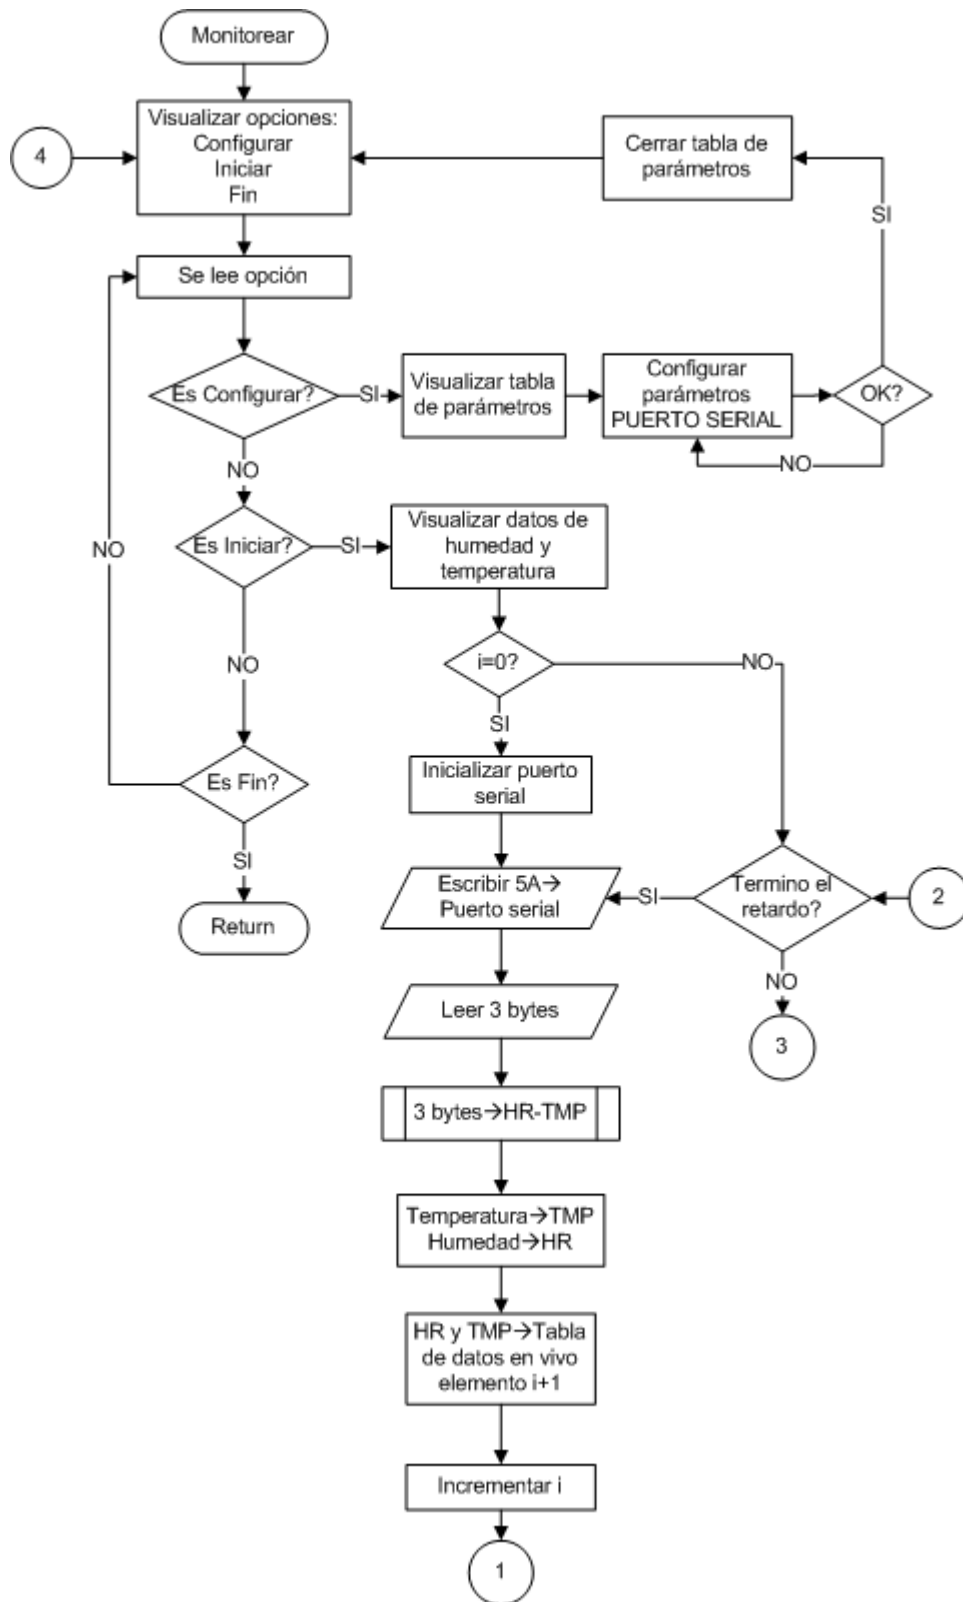 Monitorear
Visualizar opciones:
Configurar
Iniciar
Fin
4
Cerrar tabla de
parámetros
SI
Se lee opción
Es Configurar?
SI
Visualizar tabla
de parámetros
Configurar
parámetros
PUERTO SERIAL
OK?
NO
NO
NO
Es Iniciar?
SI
Visualizar datos de
humedad y
temperatura
NO
i=0?
NO
SI
Es Fin?
Inicializar puerto
serial
SI
Return
Escribir 5A→
Puerto serial
SI
Termino el
retardo?
2
NO
3
Leer 3 bytes
3 bytes→HR-TMP
Temperatura→TMP
Humedad→HR
HR y TMP→Tabla
de datos en vivo
elemento i+1
Incrementar i
1